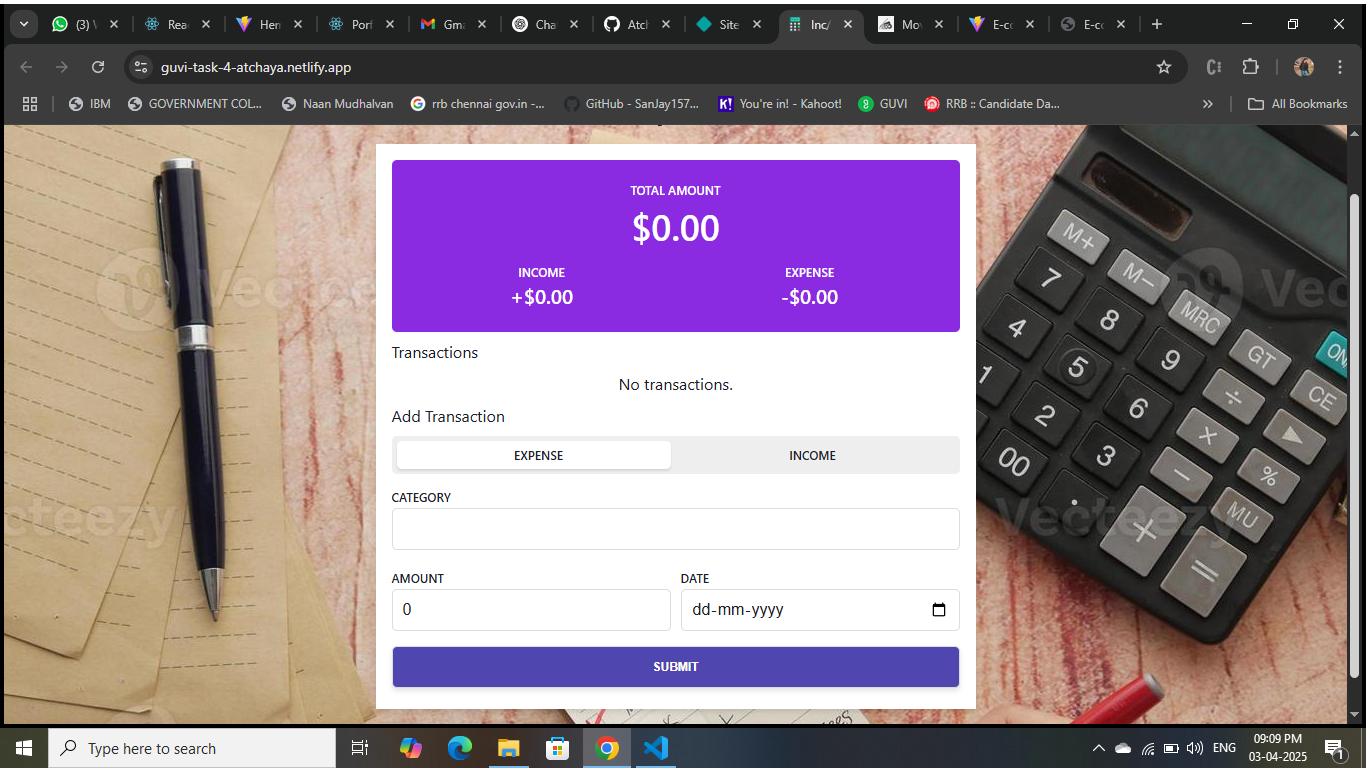 (3)
Rea
Her
Porf
Gma
Cha
Atch
Site
Inc/
Mov
E-cc
E-cc
guvi-task-4-atchaya.netlify.app
IBM
GOVERNMENT COL...
Naan Mudhalvan
rrb chennai gov.in -...
GitHub - SanJay157...
You're in! - Kahoot!
GUVI
RRB :: Candidate Da...
All Bookmarks
TOTAL AMOUNT
$0.00
INCOME EXPENSE
+$0.00 -$0.00
Transactions
No transactions.
Add Transaction
EXPENSE INCOME
CATEGORY
AMOUNT DATE
0 dd-mm-yyyy
SUBMIT
Vecteezy
Vecteezy
M+
M−
MRC
GT
ON
7
8
9
÷
CE
4
5
6
×
▶
1
2
3
−
%
00
.
+
=
MU
Type here to search
ENG
09:09 PM
03-04-2025
1